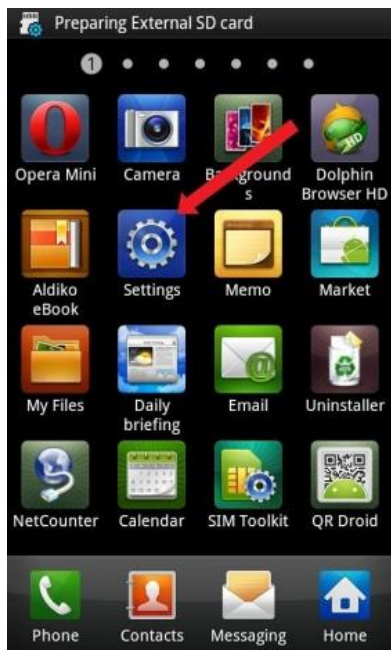 Preparing External SD card
1
Opera Mini
Camera
Background
s
Dolphin
Browser HD
HD
Aldiko
eBook
Settings
Memo
Market
My Files
Daily
briefing
Email
Uninstaller
NetCounter
Calendar
SIM Toolkit
QR Droid
Phone
Contacts
Messaging
Home